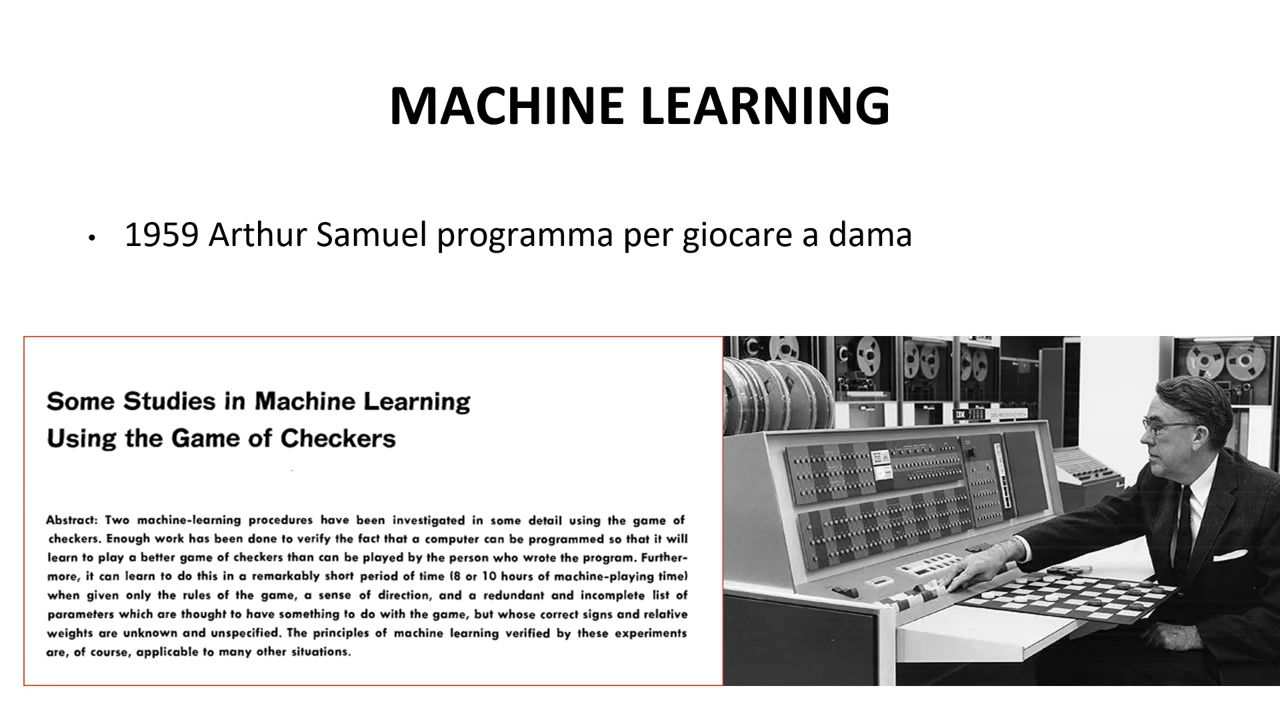 MACHINE LEARNING
• 1959 Arthur Samuel programma per giocare a dama
Some Studies in Machine Learning
Using the Game of Checkers
Abstract: Two machine-learning procedures have been investigated in some detail using the game of
checkers. Enough work has been done to verify the fact that a computer can be programmed so that it will
learn to play a better game of checkers than can be played by the person who wrote the program. Further-
more, it can learn to do this in a remarkably short period of time (8 or 10 hours of machine-playing time)
when given only the rules of the game, a sense of direction, and a redundant and incomplete list of
parameters which are thought to have something to do with the game, but whose correct signs and relative
weights are unknown and unspecified. The principles of machine learning verified by these experiments
are, of course, applicable to many other situations.
IBM